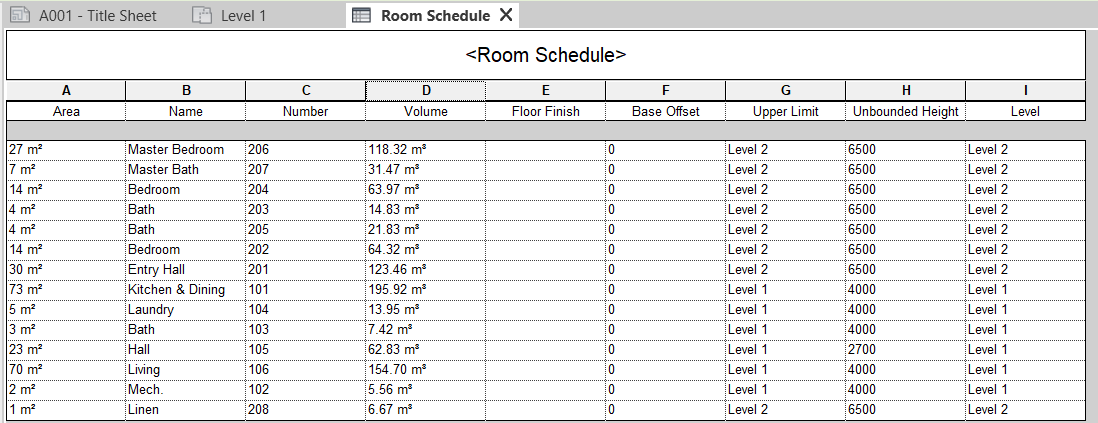 A001 - Title Sheet Level 1 Room Schedule
<Room Schedule>
A B C D E F G H I
Area Name Number Volume Floor Finish Base Offset Upper Limit Unbounded Height Level
27 m² Master Bedroom 206 118.32 m³ 0 Level 2 6500 Level 2
7 m² Master Bath 207 31.47 m³ 0 Level 2 6500 Level 2
14 m² Bedroom 204 63.97 m³ 0 Level 2 6500 Level 2
4 m² Bath 203 14.83 m³ 0 Level 2 6500 Level 2
4 m² Bath 205 21.83 m³ 0 Level 2 6500 Level 2
14 m² Bedroom 202 64.32 m³ 0 Level 2 6500 Level 2
30 m² Entry Hall 201 123.46 m³ 0 Level 2 6500 Level 2
73 m² Kitchen & Dining 101 195.92 m³ 0 Level 1 4000 Level 1
5 m² Laundry 104 13.95 m³ 0 Level 1 4000 Level 1
3 m² Bath 103 7.42 m³ 0 Level 1 4000 Level 1
23 m² Hall 105 62.83 m³ 0 Level 1 2700 Level 1
70 m² Living 106 154.70 m³ 0 Level 1 4000 Level 1
2 m² Mech. 102 5.56 m³ 0 Level 1 4000 Level 1
1 m² Linen 208 6.67 m³ 0 Level 2 6500 Level 2